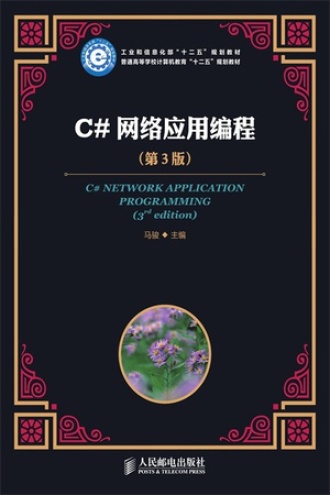 工业和信息化部“十二五”规划教材
普通高等学校计算机教育“十二五”规划教材
C# 网络应用编程
（第 3 版）
C# NETWORK APPLICATION
PROGRAMMING
(3rd edition)
马骏 ◆ 主编
人民邮电出版社
POSTS & TELECOM PRESS